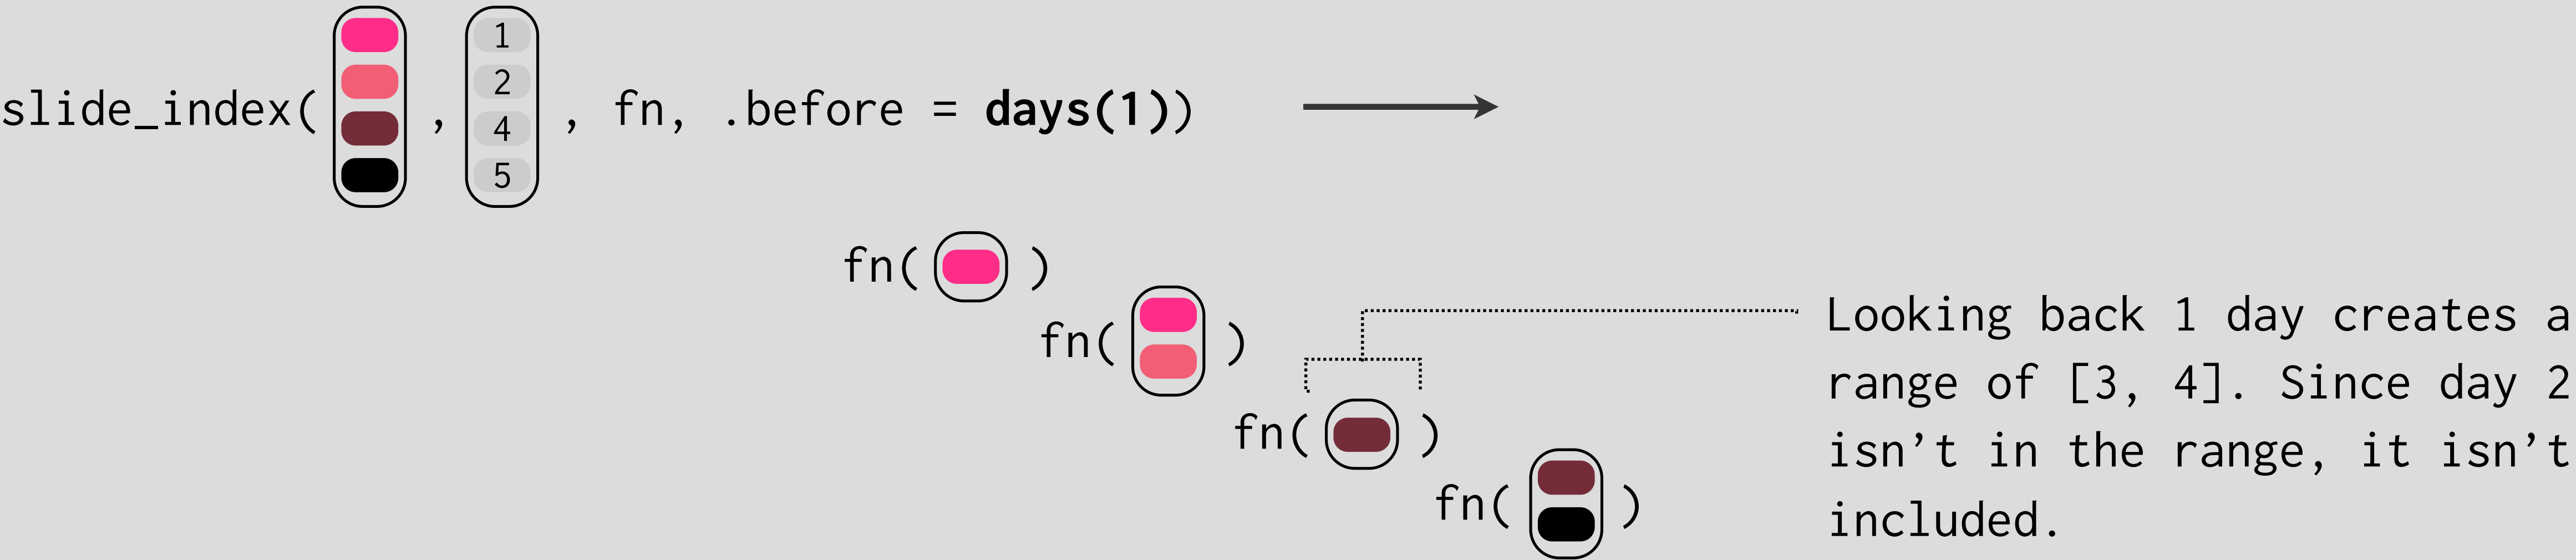 slide_index( , , fn, .before = days(1))
1
2
4
5
fn( )
fn( )
fn( )
fn( )
Looking back 1 day creates a
range of [3, 4]. Since day 2
isn’t in the range, it isn’t
included.